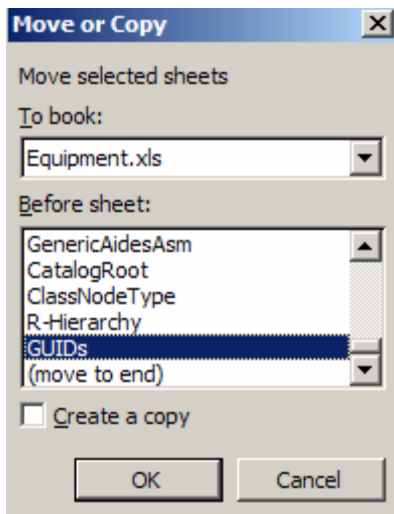 Move or Copy
Move selected sheets
To book:
Equipment.xls
Before sheet:
GenericAidesAsm
CatalogRoot
ClassNodeType
R-Hierarchy
GUIDs
(move to end)
Create a copy
OK Cancel